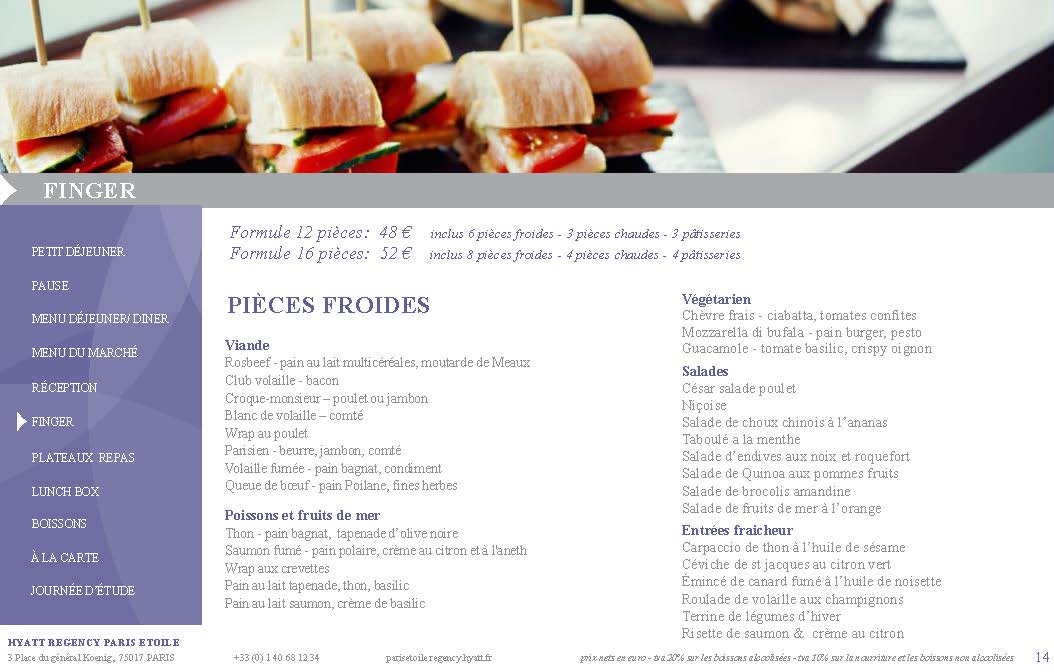 FINGER
PETIT DÉJEUNER
PAUSE
MENU DÉJEUNER/ DINER
MENU DU MARCHÉ
RÉCEPTION
FINGER
PLATEAUX REPAS
LUNCH BOX
BOISSONS
À LA CARTE
JOURNÉE D'ÉTUDE
Formule 12 pièces: 48 € inclus 6 pièces froides - 3 pièces chaudes - 3 pâtisseries
Formule 16 pièces: 52 € inclus 8 pièces froides - 4 pièces chaudes - 4 pâtisseries
PIÈCES FROIDES
Viande
Rosbeef - pain au lait multicéréales, moutarde de Meaux
Club volaille - bacon
Croque-monsieur – poulet ou jambon
Blanc de volaille – comté
Wrap au poulet
Parisien - beurre, jambon, comté
Volaille fumée - pain bagnat, condiment
Queue de bœuf - pain Poilane, fines herbes
Poissons et fruits de mer
Thon - pain bagnat, tapenade d'olive noire
Saumon fumé - pain polaire, crème au citron et à l'aneth
Wrap aux crevettes
Pain au lait tapenade, thon, basilic
Pain au lait saumon, crème de basilic
Végétarien
Chèvre frais - ciabatta, tomates confites
Mozzarella di bufala - pain burger, pesto
Guacamole - tomate basilic, crispy oignon
Salades
César salade poulet
Niçoise
Salade de choux chinois à l'ananas
Taboulé a la menthe
Salade d'endives aux noix et roquefort
Salade de Quinoa aux pommes fruits
Salade de brocolis amandine
Salade de fruits de mer à l'orange
Entrées fraicheur
Carpaccio de thon à l'huile de sésame
Céviche de st jacques au citron vert
Émincé de canard fumé à l'huile de noisette
Roulade de volaille aux champignons
Terrine de légumes d'hiver
Risette de saumon & crème au citron
HYATT REGENCY PARIS ETOILE
3 Place du général Koenig, 75017 PARIS +33 (0) 1 40 68 12 34 parisetoile.regency.hyatt.fr prix nets en euro - tva 20% sur les boissons alcoolisées - tva 10% sur la nourriture et les boissons non alcoolisées 14